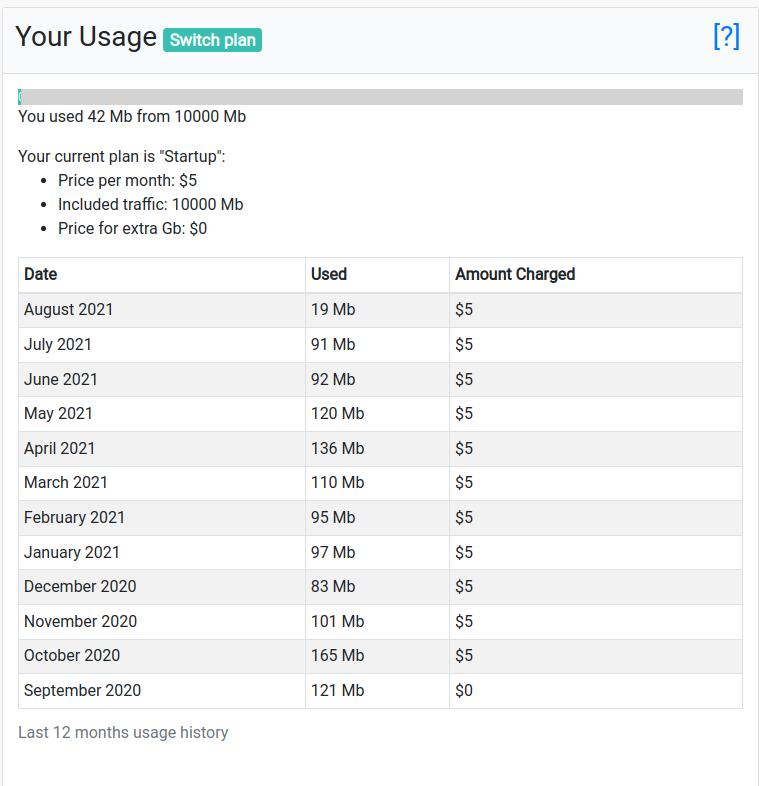 Your Usage Switch plan [?]
You used 42 Mb from 10000 Mb
Your current plan is "Startup":
Price per month: $5
Included traffic: 10000 Mb
Price for extra Gb: $0
Date Used Amount Charged
August 2021 19 Mb $5
July 2021 91 Mb $5
June 2021 92 Mb $5
May 2021 120 Mb $5
April 2021 136 Mb $5
March 2021 110 Mb $5
February 2021 95 Mb $5
January 2021 97 Mb $5
December 2020 83 Mb $5
November 2020 101 Mb $5
October 2020 165 Mb $5
September 2020 121 Mb $0
Last 12 months usage history